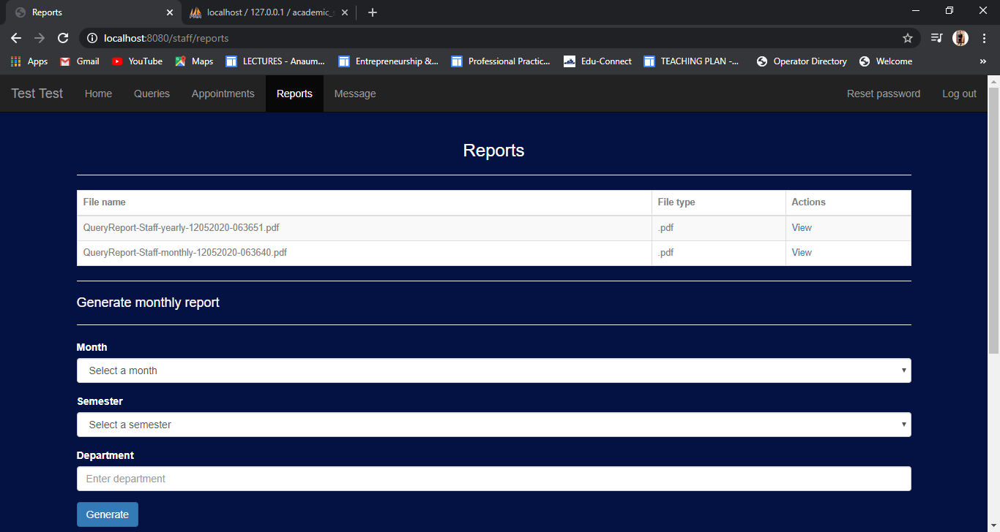 Reports
localhost / 127.0.0.1 / academic_s
localhost:8080/staff/reports
Apps Gmail YouTube Maps LECTURES - Anaum... Entrepreneurship &... Professional Practic... Edu-Connect TEACHING PLAN -... Operator Directory Welcome »
Test Test Home Queries Appointments Reports Message Reset password Log out
Reports
File name File type Actions
QueryReport-Staff-yearly-12052020-063651.pdf .pdf View
QueryReport-Staff-monthly-12052020-063640.pdf .pdf View
Generate monthly report
Month
Select a month
Semester
Select a semester
Department
Enter department
Generate